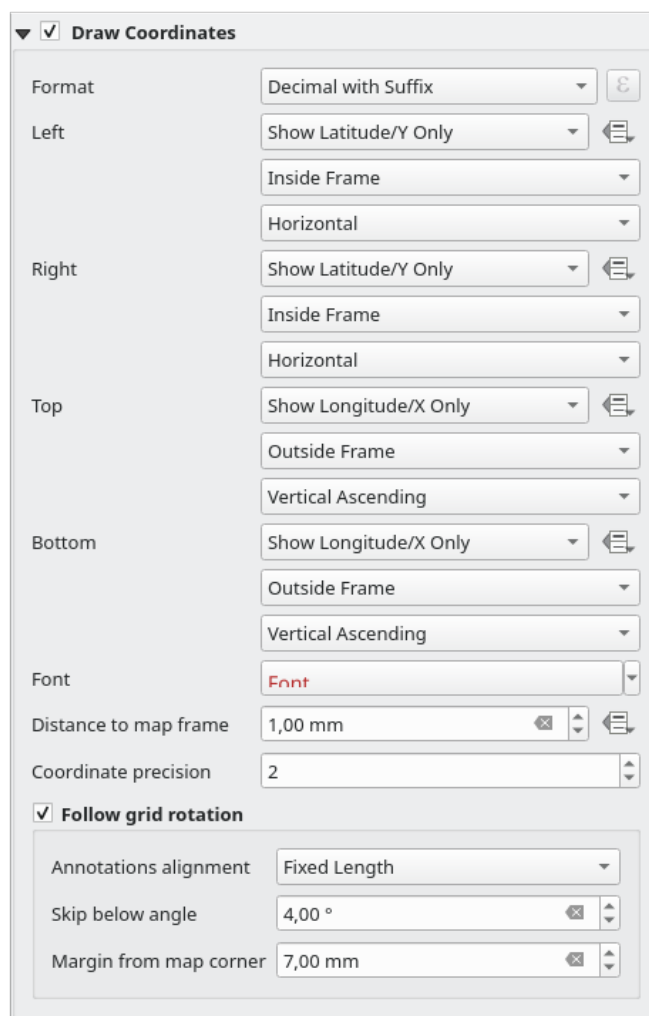 Draw Coordinates
Format Decimal with Suffix ε
Left Show Latitude/Y Only
Inside Frame
Horizontal
Right Show Latitude/Y Only
Inside Frame
Horizontal
Top Show Longitude/X Only
Outside Frame
Vertical Ascending
Bottom Show Longitude/X Only
Outside Frame
Vertical Ascending
Font Font
Distance to map frame 1,00 mm
Coordinate precision 2
Follow grid rotation
Annotations alignment Fixed Length
Skip below angle 4,00 °
Margin from map corner 7,00 mm